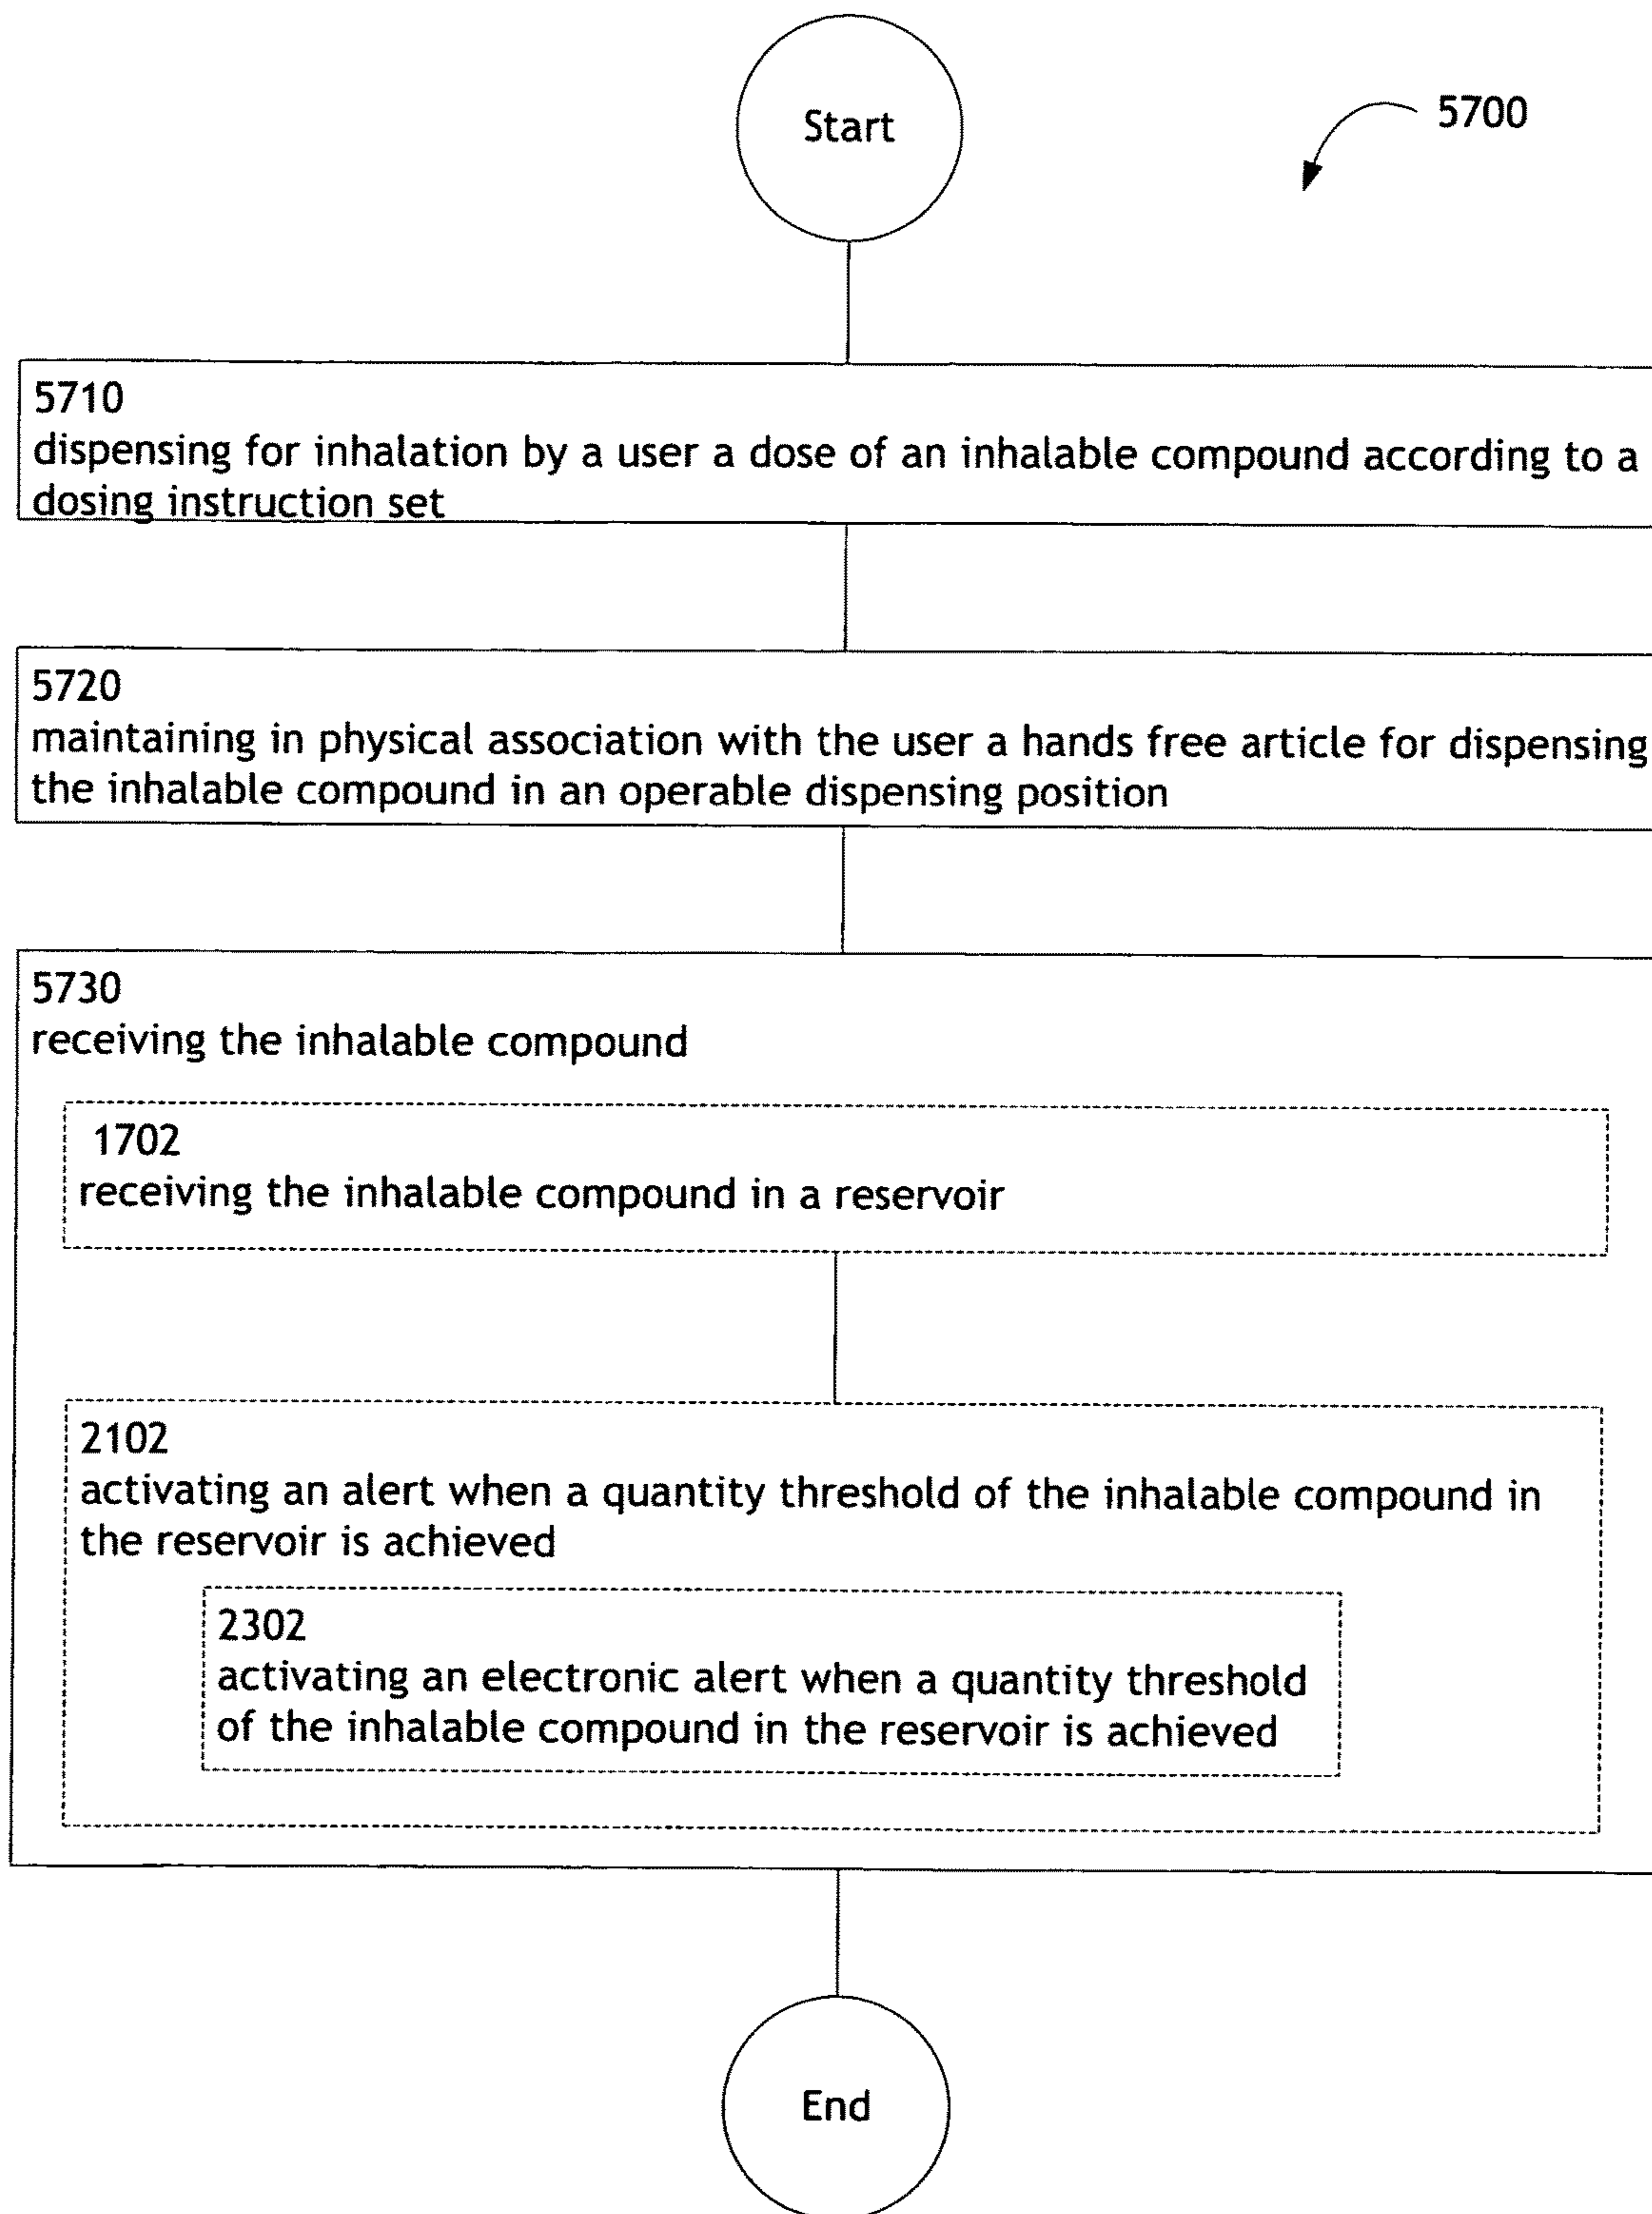 Start
5700
5710
dispensing for inhalation by a user a dose of an inhalable compound according to a
dosing instruction set
5720
maintaining in physical association with the user a hands free article for dispensing
the inhalable compound in an operable dispensing position
5730
receiving the inhalable compound
1702
receiving the inhalable compound in a reservoir
2102
activating an alert when a quantity threshold of the inhalable compound in
the reservoir is achieved
2302
activating an electronic alert when a quantity threshold
of the inhalable compound in the reservoir is achieved
End